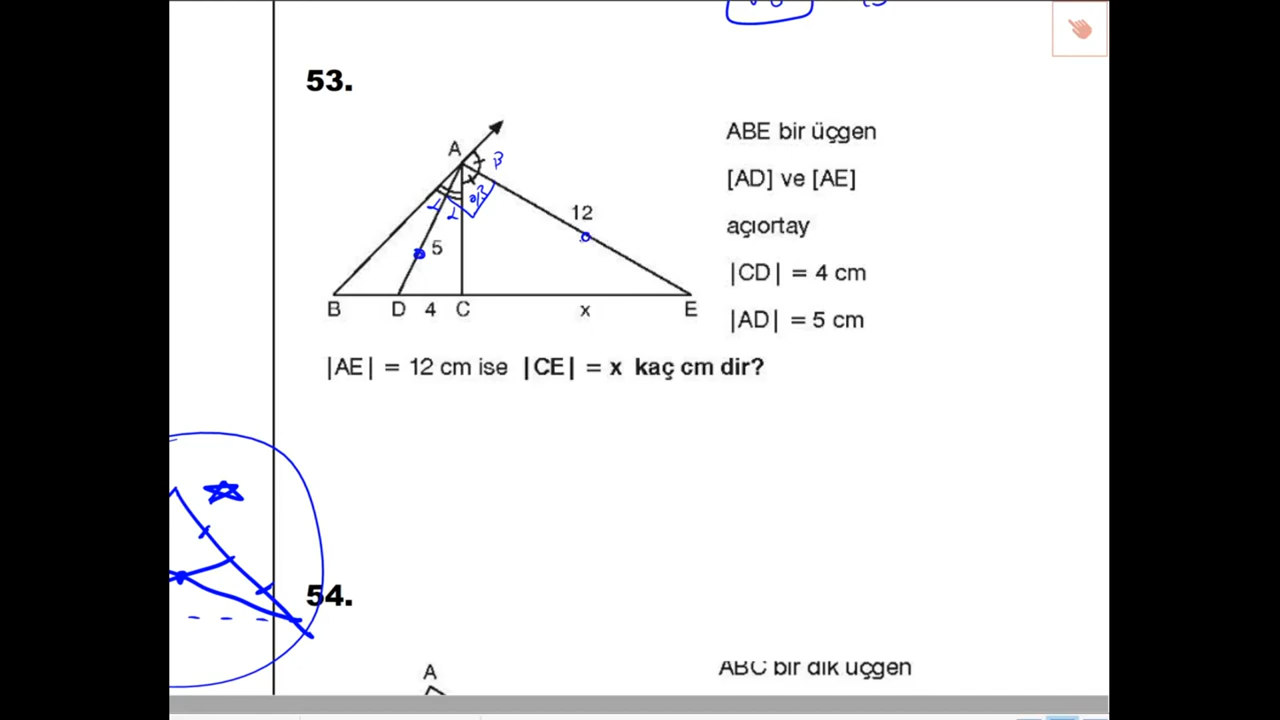 53.
ABE bir üçgen
[AD] ve [AE]
açıortay
|CD| = 4 cm
|AD| = 5 cm
A
β
α
α
β
12
5
B D 4 C x E
|AE| = 12 cm ise |CE| = x kaç cm dir?
54.
ABC bir dik üçgen
A